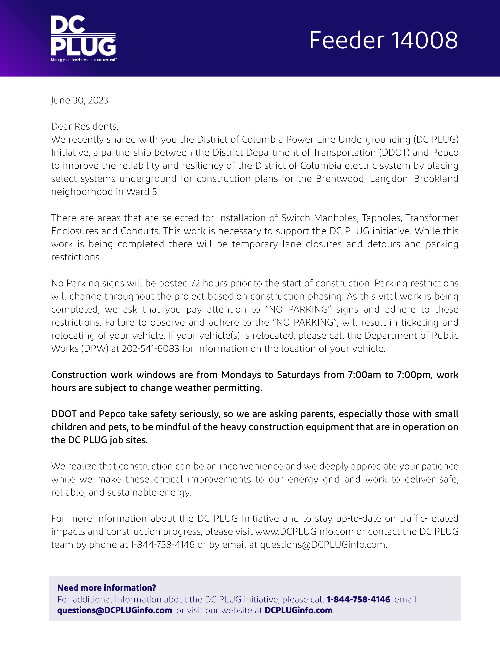 DC
PLUG
Feeder 14008
June 30, 2023
Dear Residents,
We recently shared with you the District of Columbia Power Line Undergrounding (DC PLUG)
Initiative, a partnership between the District Department of Transportation (DDOT) and Pepco
to improve the reliability and resiliency of the District of Columbia electric system by placing
select systems underground for construction plans for the Brentwood, Langdon, Brookland
neighborhood in Ward 5.
There are areas that are selected for installation of Switch Manholes, Tapholes, Transformer
Enclosures and Conduits. This work is necessary to support the DC PLUG initiative. While this
work is being completed there will be temporary lane closures and detours and parking
restrictions.
No Parking signs will be posted 72 hours prior to the start of construction. Parking restrictions
will change throughout the project based on construction phasing. As this vital work is being
completed, we ask that you pay attention to "NO PARKING" signs and adhere to these
restrictions. Failure to observe and adhere to the "NO PARKING", will result in ticketing and
relocating of your vehicle. If your vehicle(s) is relocated, please call the Department of Public
Works (DPW) at 202-541-6083 for information on the location of your vehicle.
Construction work windows are from Mondays to Saturdays from 7:00am to 7:00pm, work
hours are subject to change weather permitting.
DDOT and Pepco take safety seriously, so we are asking parents, especially those with small
children and pets, to be mindful of the heavy construction equipment that are in operation on
the DC PLUG job sites.
We realize that construction can be an inconvenience and we deeply appreciate your patience
while we make these critical improvements to our energy grid and work to deliver safe,
reliable, and sustainable energy.
For more information about the DC PLUG Initiative and to stay up-to-date on traffic-related
impacts and construction progress, please visit www.DCPLUGinfo.com or contact the DC PLUG
team by phone at 1-844-758-4146 or by email at questions@DCPLUGinfo.com.
Need more information?
For additional information about the DC PLUG initiative, please call 1-844-758-4146, email
questions@DCPLUGinfo.com, or visit our website at DCPLUGinfo.com.